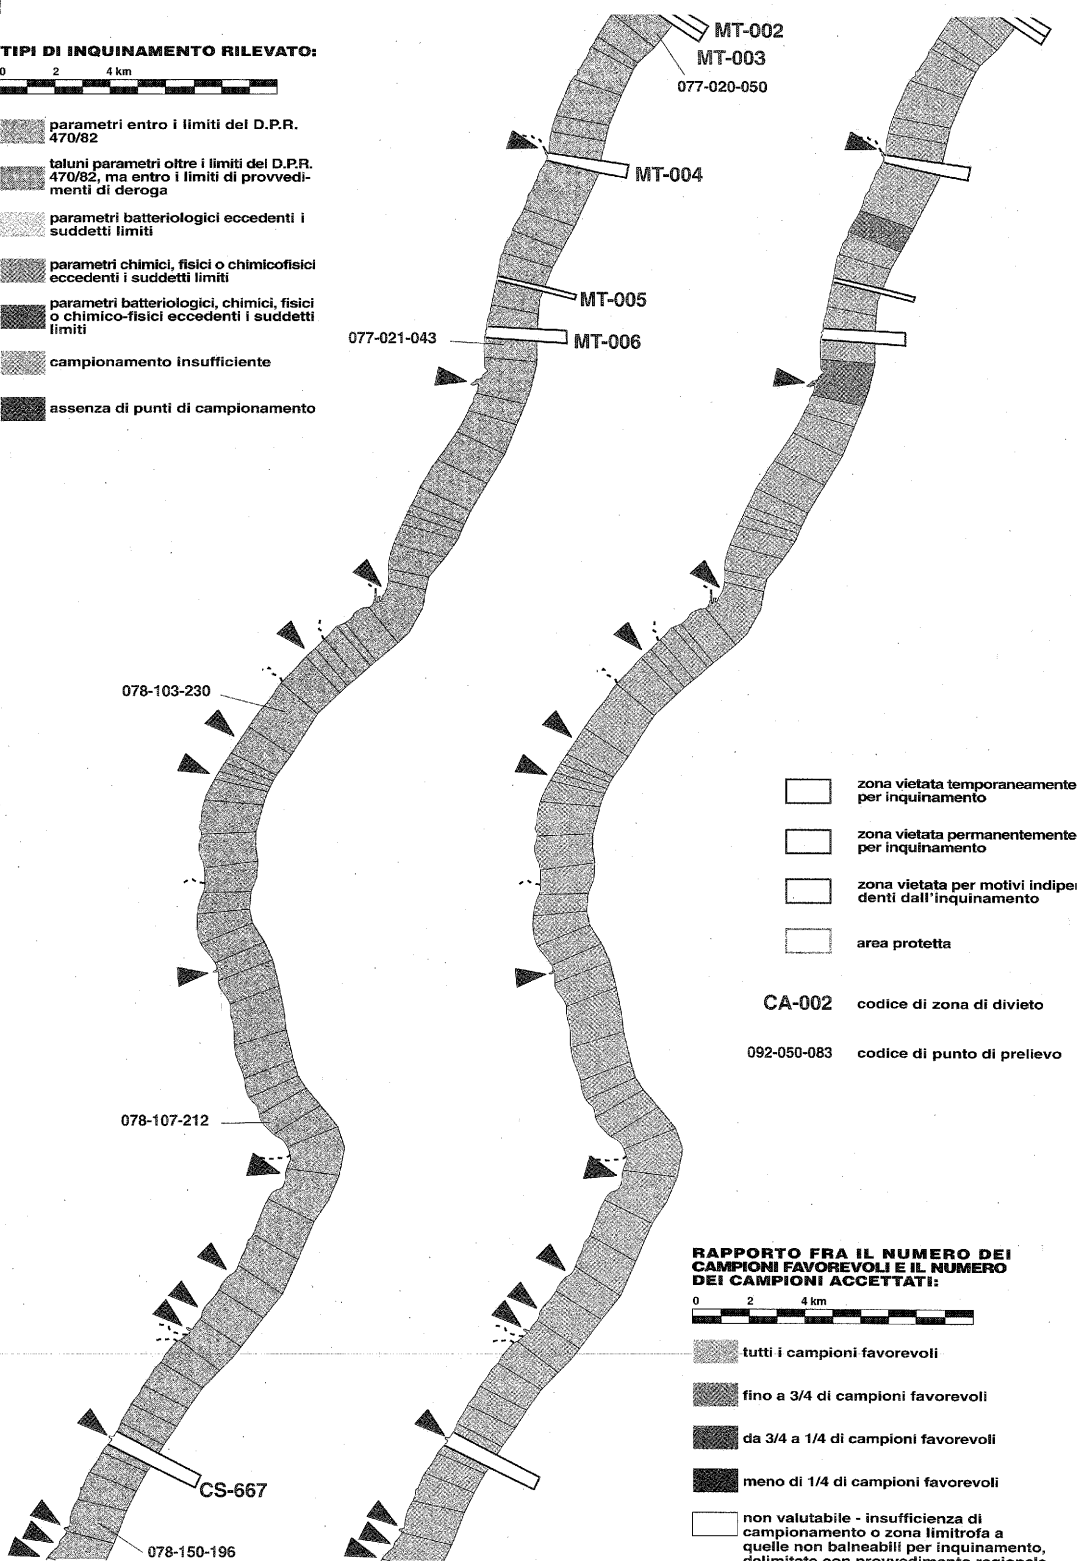 TIPI DI INQUINAMENTO RILEVATO:
0 2 4 km
parametri entro i limiti del D.P.R.
470/82
taluni parametri oltre i limiti del D.P.R.
470/82, ma entro i limiti di provvedi-
menti di deroga
parametri batteriologici eccedenti i
suddetti limiti
parametri chimici, fisici o chimicofisici
eccedenti i suddetti limiti
parametri batteriologici, chimici, fisici
o chimico-fisici eccedenti i suddetti
limiti
campionamento insufficiente
assenza di punti di campionamento
MT-002
MT-003
077-020-050
MT-004
MT-005
077-021-043
MT-006
078-103-230
078-107-212
CS-667
078-150-196
zona vietata temporaneamente
per inquinamento
zona vietata permanentemente
per inquinamento
zona vietata per motivi indipen
denti dall'inquinamento
area protetta
CA-002 codice di zona di divieto
092-050-083 codice di punto di prelievo
RAPPORTO FRA IL NUMERO DEI
CAMPIONI FAVOREVOLI E IL NUMERO
DEI CAMPIONI ACCETTATI:
0 2 4 km
tutti i campioni favorevoli
fino a 3/4 di campioni favorevoli
da 3/4 a 1/4 di campioni favorevoli
meno di 1/4 di campioni favorevoli
non valutabile - insufficienza di
campionamento o zona limitrofa a
quelle non balneabili per inquinamento,
delimitate con provvedimento regionale